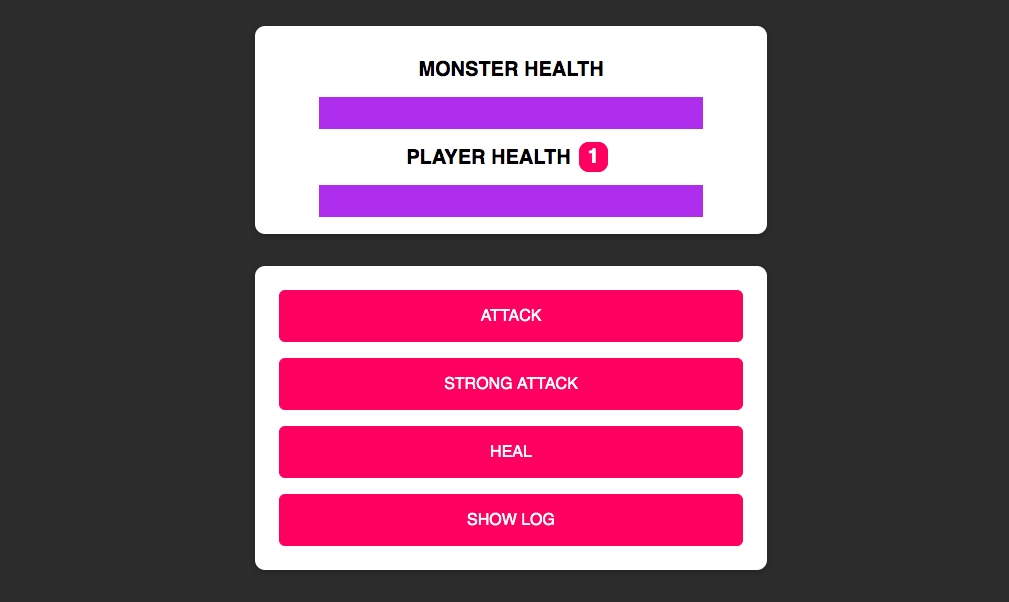 MONSTER HEALTH
PLAYER HEALTH 1
ATTACK
STRONG ATTACK
HEAL
SHOW LOG